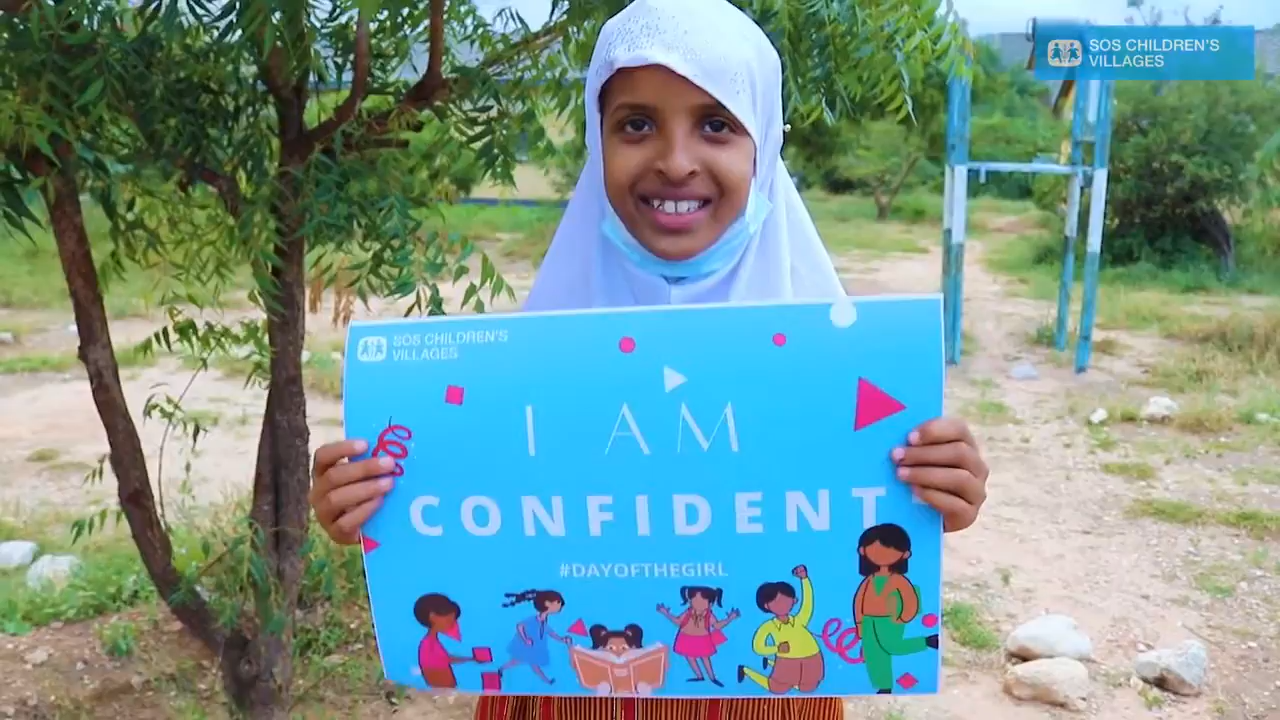 SOS CHILDREN'S
VILLAGES
SOS CHILDREN'S
VILLAGES
I AM
CONFIDENT
#DAYOFTHEGIRL